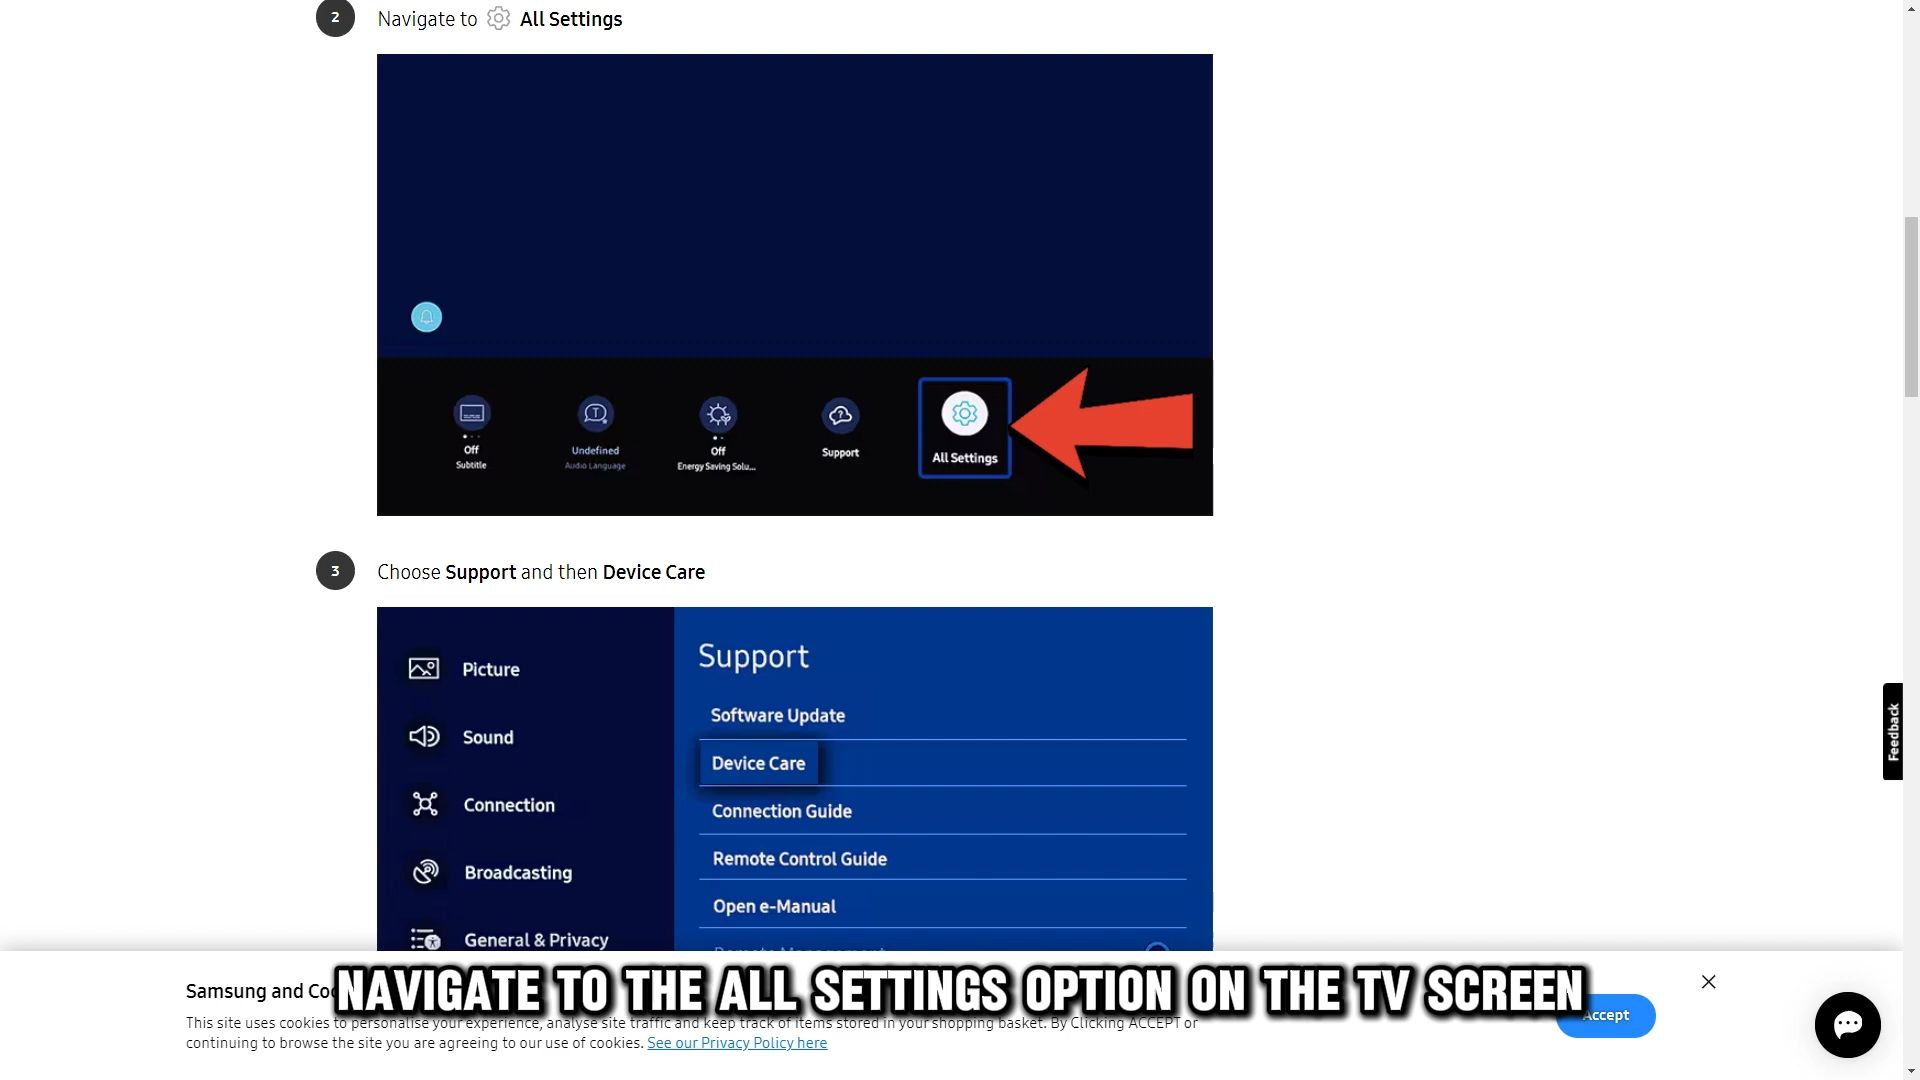 2 Navigate to All Settings
Off
Subtitle
Undefined
Audio Language
Off
Energy Saving Solu...
Support
All Settings
3 Choose Support and then Device Care
Picture
Sound
Connection
Broadcasting
General & Privacy
Support
Software Update
Device Care
Connection Guide
Remote Control Guide
Open e-Manual
Remote Management
Feedback
NAVIGATE TO THE ALL SETTINGS OPTION ON THE TV SCREEN
Samsung and
This site uses cookies to personalise your experience, analyse site traffic and keep track of items stored in your shopping basket. By Clicking ACCEPT or
continuing to browse the site you are agreeing to our use of cookies. See our Privacy Policy here
Accept